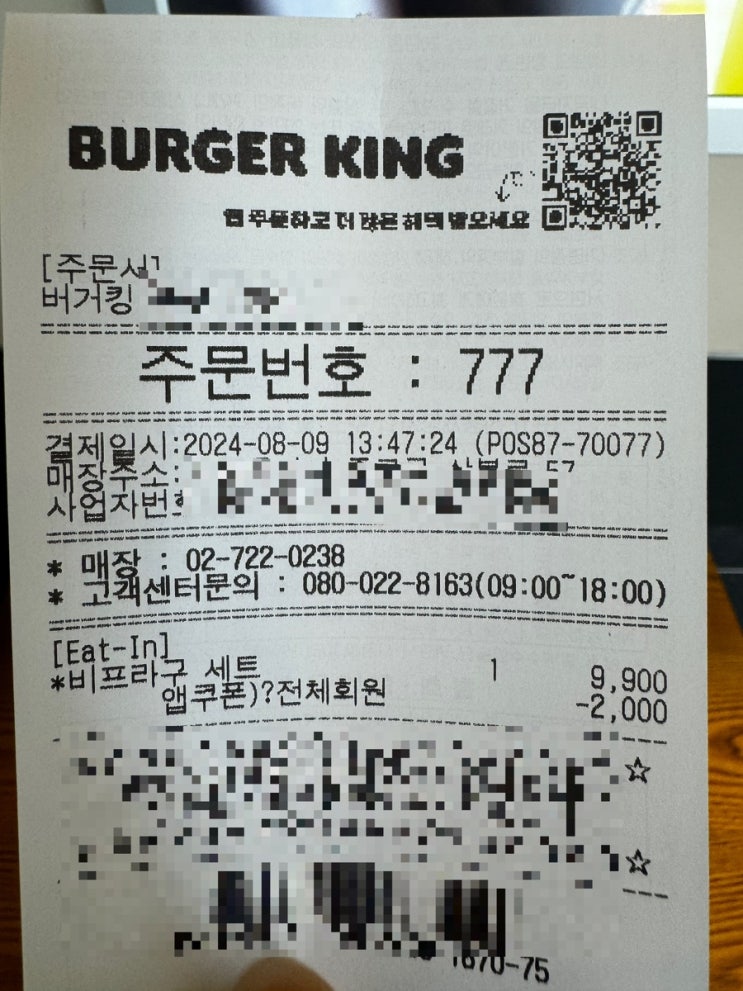 BURGER KING
앱 주문하고 더 많은 혜택 받으세요
[주문서]
버거킹
주문번호 : 777
결제일시:2024-08-09 13:47:24 (POS87-70077)
매장주소: 57
사업자번호
* 매장 : 02-722-0238
* 고객센터문의 : 080-022-8163(09:00~18:00)
[Eat-In]
*비프라구 세트 1 9,900
앱쿠폰)?전체회원 -2,000
☆
☆
1670-75